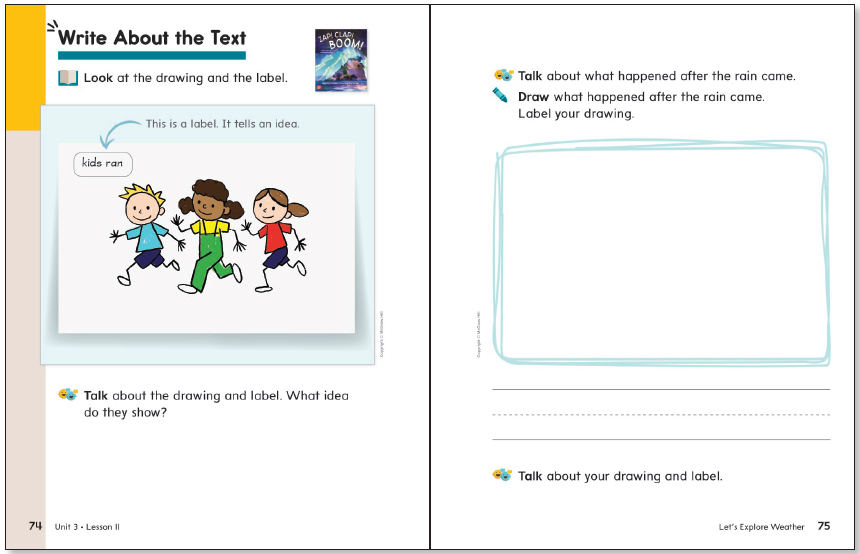 Write About the Text
ZAP! CLAP!
BOOM!
Look at the drawing and the label.
This is a label. It tells an idea.
kids ran
Copyright © McGraw Hill
Talk about the drawing and label. What idea
do they show?
74 Unit 3 • Lesson 11
Talk about what happened after the rain came.
Draw what happened after the rain came.
Label your drawing.
Copyright © McGraw Hill
Talk about your drawing and label.
Let's Explore Weather 75